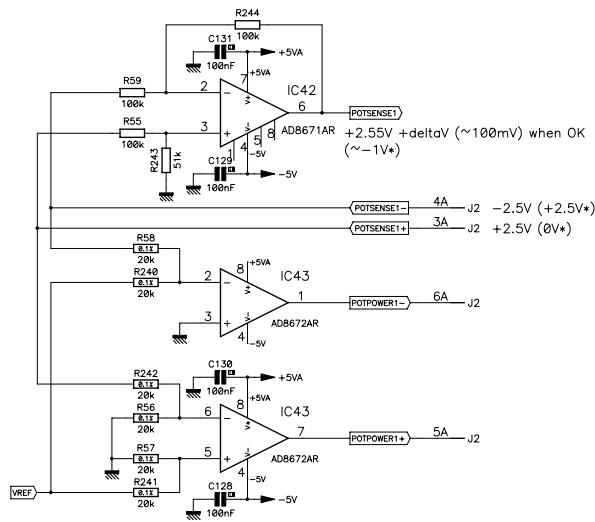 R244
100k
C131
100nF
+5VA
+5VA
R59
100k
2
7
V+
IC42
6
POTSENSE1
R55
100k
3
R243
51k
1
4
V-
5
8
AD8671AR
-5V
C129
100nF
-5V
+2.55V +deltaV (~100mV) when OK
(~-1V*)
POTSENSE1-
4A
J2
-2.5V (+2.5V*)
POTSENSE1+
3A
J2
+2.5V (0V*)
R58
0.1%
20k
R240
0.1%
20k
+5VA
8
V+
IC43
2
1
POTPOWER1-
6A
J2
3
V-
4
AD8672AR
-5V
R242
0.1%
20k
C130
100nF
+5VA
+5VA
R56
0.1%
20k
6
8
V+
IC43
7
POTPOWER1+
5A
J2
R57
0.1%
20k
5
V-
4
AD8672AR
-5V
VREF
R241
0.1%
20k
C128
100nF
-5V